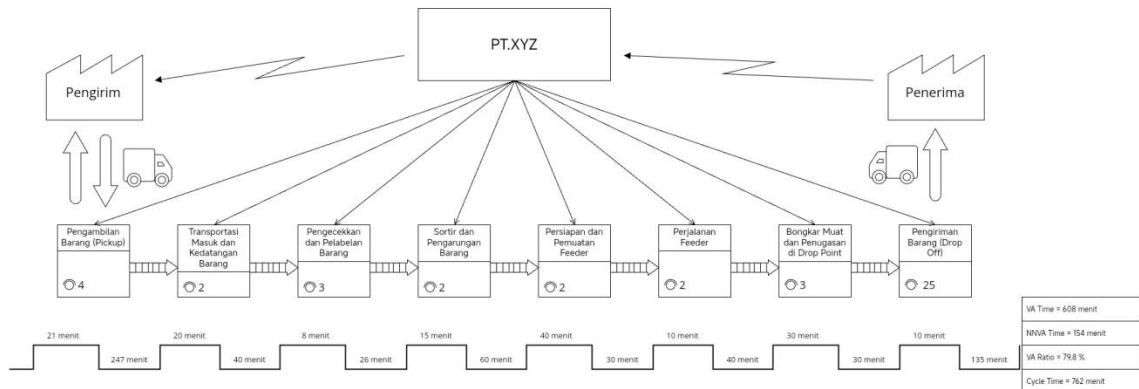 PT.XYZ
Pengirim
Penerima
Pengambilan
Barang (Pickup)
4
Transportasi
Masuk dan
Kedatangan
Barang
2
Pengecekkan
dan Pelabelan
Barang
3
Sortir dan
Pengarungan
Barang
2
Persiapan dan
Pemuatan
Feeder
2
Perjalanan
Feeder
2
Bongkar Muat
dan Penugasan
di Drop Point
3
Pengiriman
Barang (Drop
Off)
25
21 menit
247 menit
20 menit
40 menit
8 menit
26 menit
15 menit
60 menit
40 menit
30 menit
10 menit
40 menit
30 menit
30 menit
10 menit
135 menit
VA Time = 608 menit
NNVA Time = 154 menit
VA Ratio = 79,8 %
Cycle Time = 762 menit